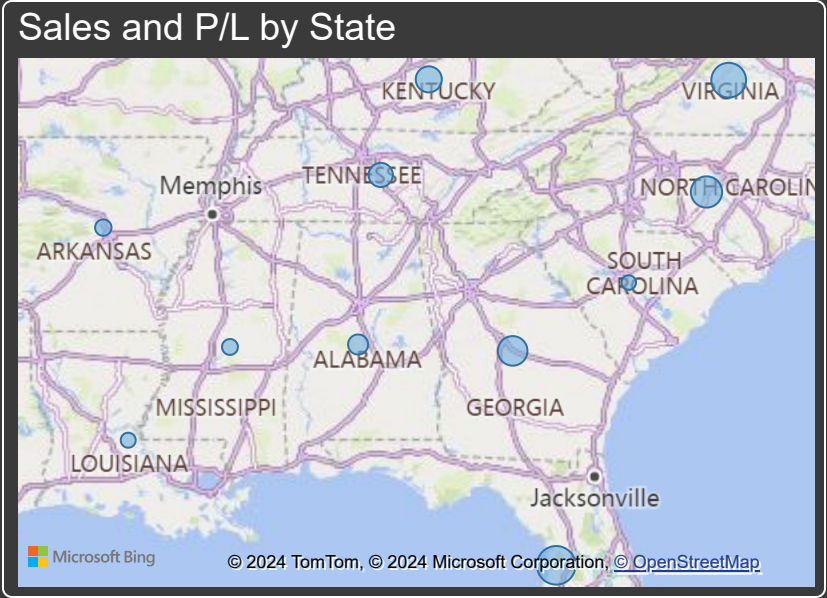 Sales and P/L by State
KENTUCKY
VIRGINIA
TENNESSEE
Memphis
NORTH CAROLIN
ARKANSAS
SOUTH
CAROLINA
ALABAMA
MISSISSIPPI
GEORGIA
LOUISIANA
Jacksonville
Microsoft Bing
© 2024 TomTom, © 2024 Microsoft Corporation, © OpenStreetMap